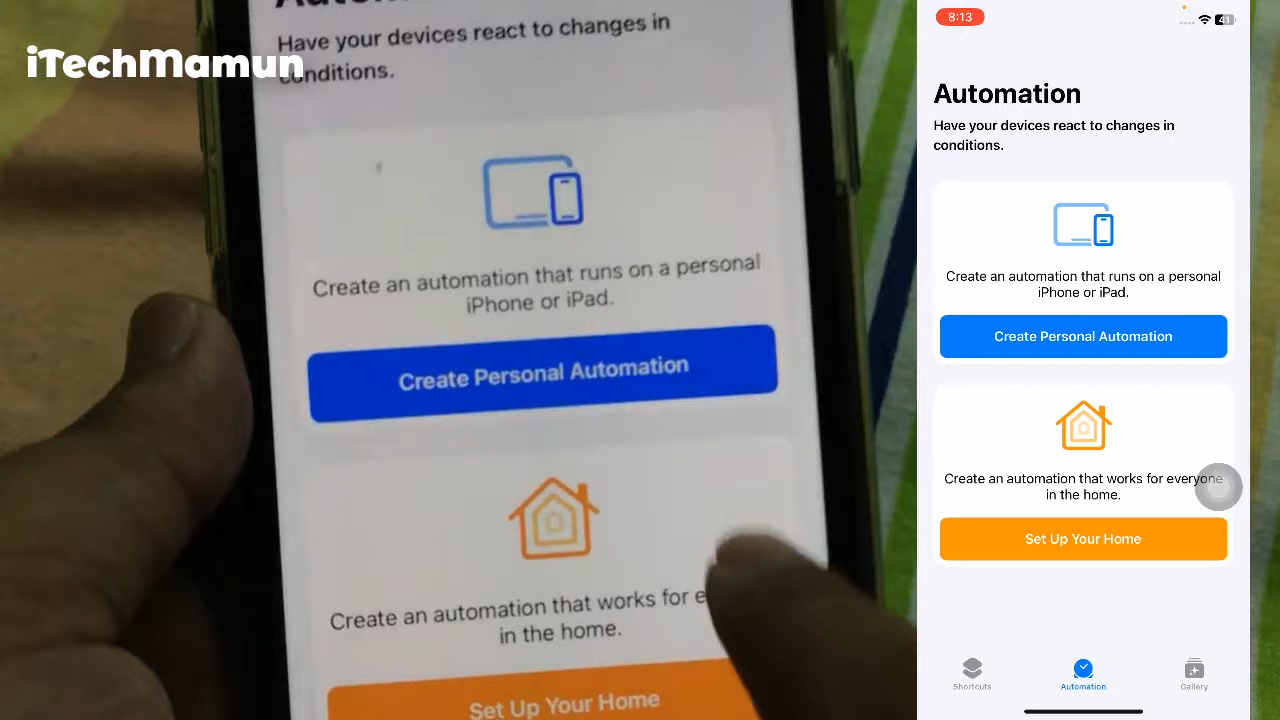 iTechMamun
Have your devices react to changes in
conditions.
Create an automation that runs on a personal
iPhone or iPad.
Create Personal Automation
Create an automation that works for
in the home.
Set Up Your Home
8:13
41
Automation
Have your devices react to changes in
conditions.
Create an automation that runs on a personal
iPhone or iPad.
Create Personal Automation
Create an automation that works for everyone
in the home.
Set Up Your Home
Shortcuts
Automation
Gallery